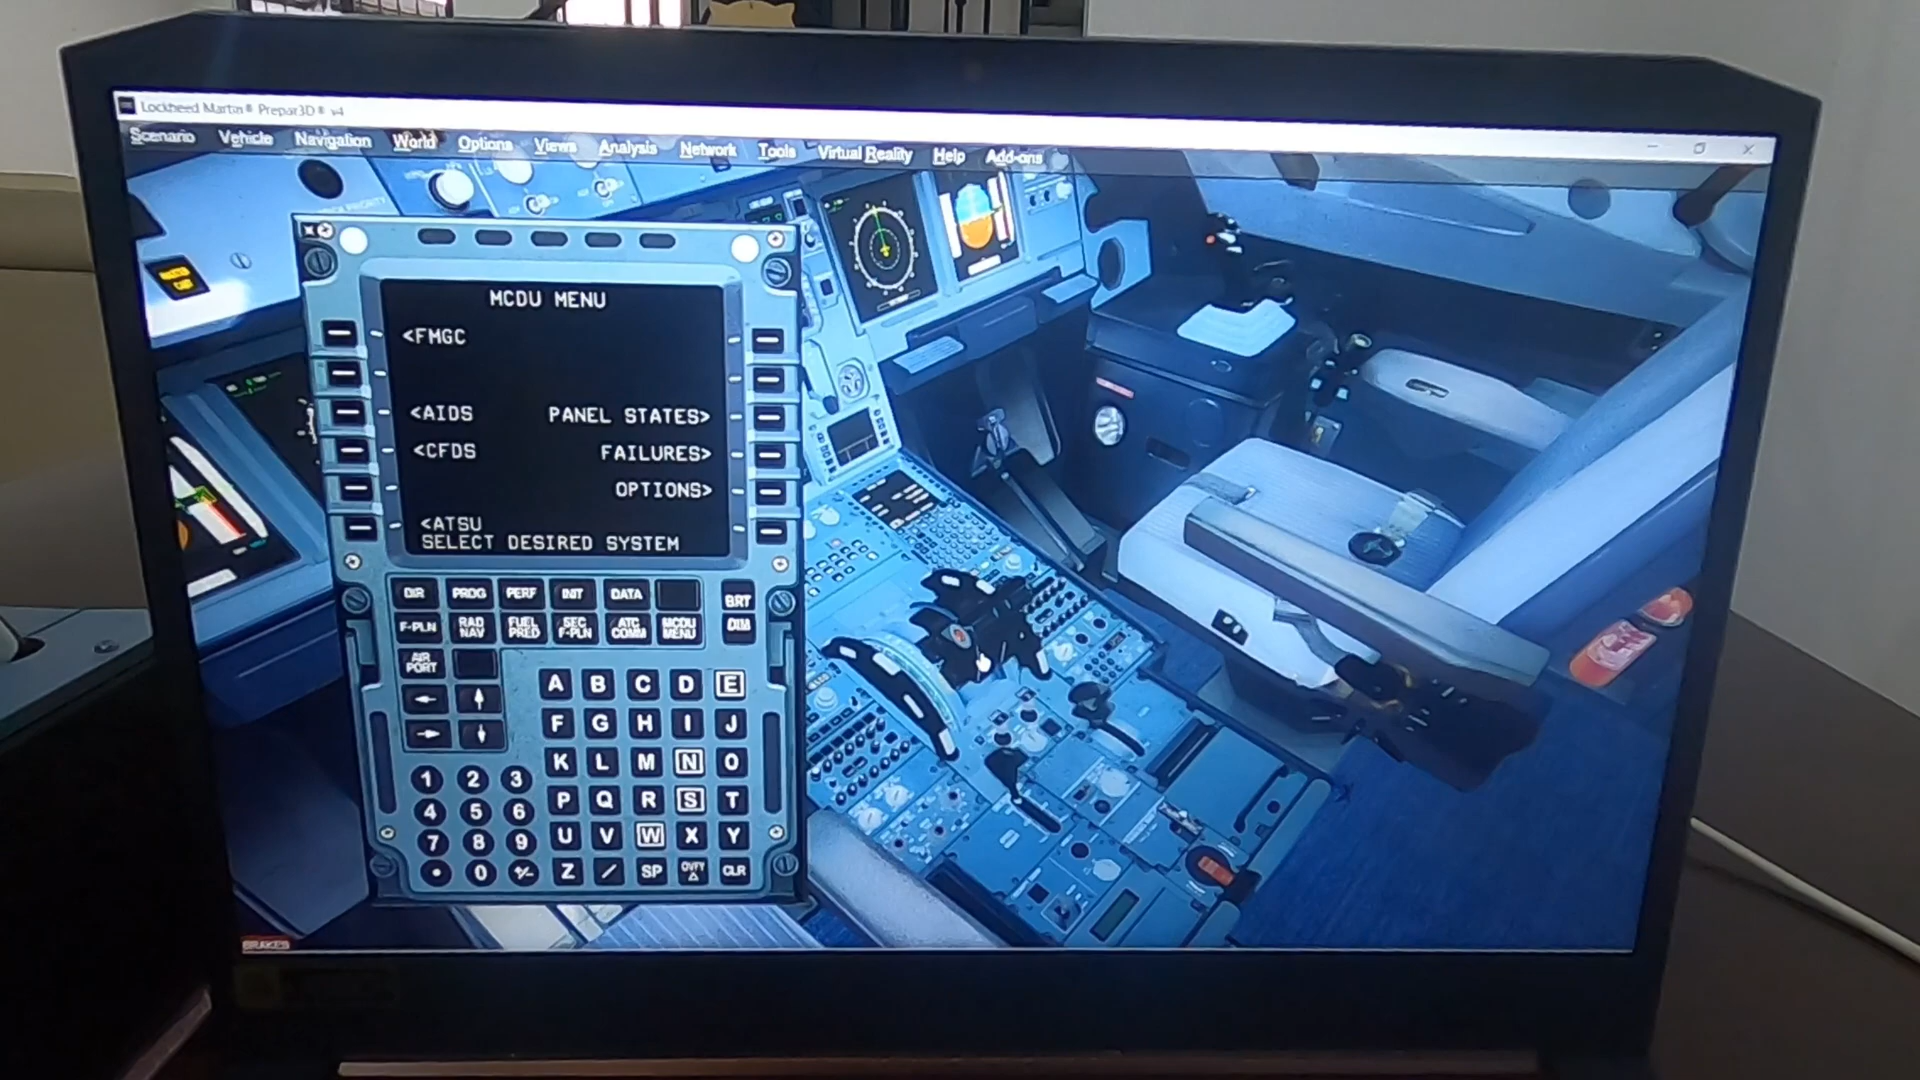 Lockheed Martin® Prepar3D® v4
Scenario Vehicle Navigation World Options Views Analysis Network Tools Virtual Reality Help Add-ons
MCDU MENU
<FMGC
<AIDS PANEL STATES>
<CFDS FAILURES>
OPTIONS>
<ATSU
SELECT DESIRED SYSTEM
DIR PROG PERF INIT DATA BRT
F-PLN RAD NAV FUEL PRED SEC F-PLN ATC COMM MCDU MENU DIM
AIR PORT
A B C D E
F G H I J
K L M N O
1 2 3 P Q R S T
4 5 6 U V W X Y
7 8 9 Z / SP OVFY Δ CLR
. 0 +/-
BRAKES